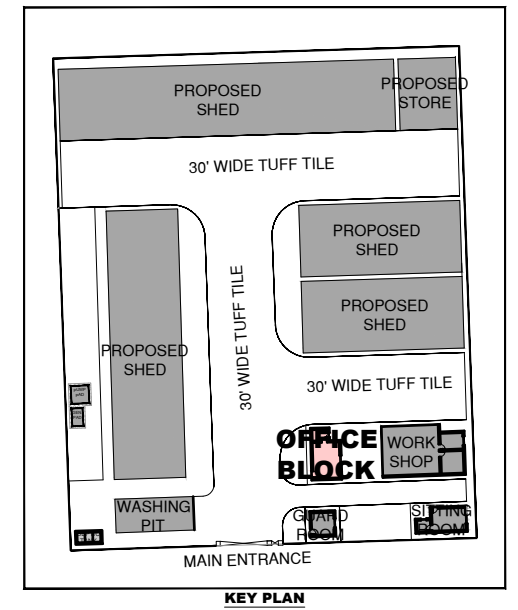 PROPOSED
SHED
PROPOSED
STORE
30' WIDE TUFF TILE
PROPOSED
SHED
30' WIDE TUFF TILE
PROPOSED
SHED
PROPOSED
SHED
30' WIDE TUFF TILE
OFFICE
BLOCK
WORK
SHOP
WASHING
PIT
GUARD
ROOM
SITTING
ROOM
MAIN ENTRANCE
KEY PLAN